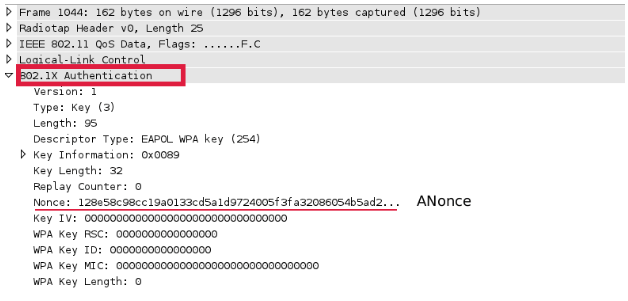 Frame 1044: 162 bytes on wire (1296 bits), 162 bytes captured (1296 bits)
Radiotap Header v0, Length 25
IEEE 802.11 QoS Data, Flags: ......F.C
Logical-Link Control
802.1X Authentication
Version: 1
Type: Key (3)
Length: 95
Descriptor Type: EAPOL WPA key (254)
Key Information: 0x0089
Key Length: 32
Replay Counter: 0
Nonce: 128e58c98cc19a0133cd5a1d9724005f3fa32086054b5ad2... ANonce
Key IV: 00000000000000000000000000000000
WPA Key RSC: 0000000000000000
WPA Key ID: 0000000000000000
WPA Key MIC: 00000000000000000000000000000000
WPA Key Length: 0